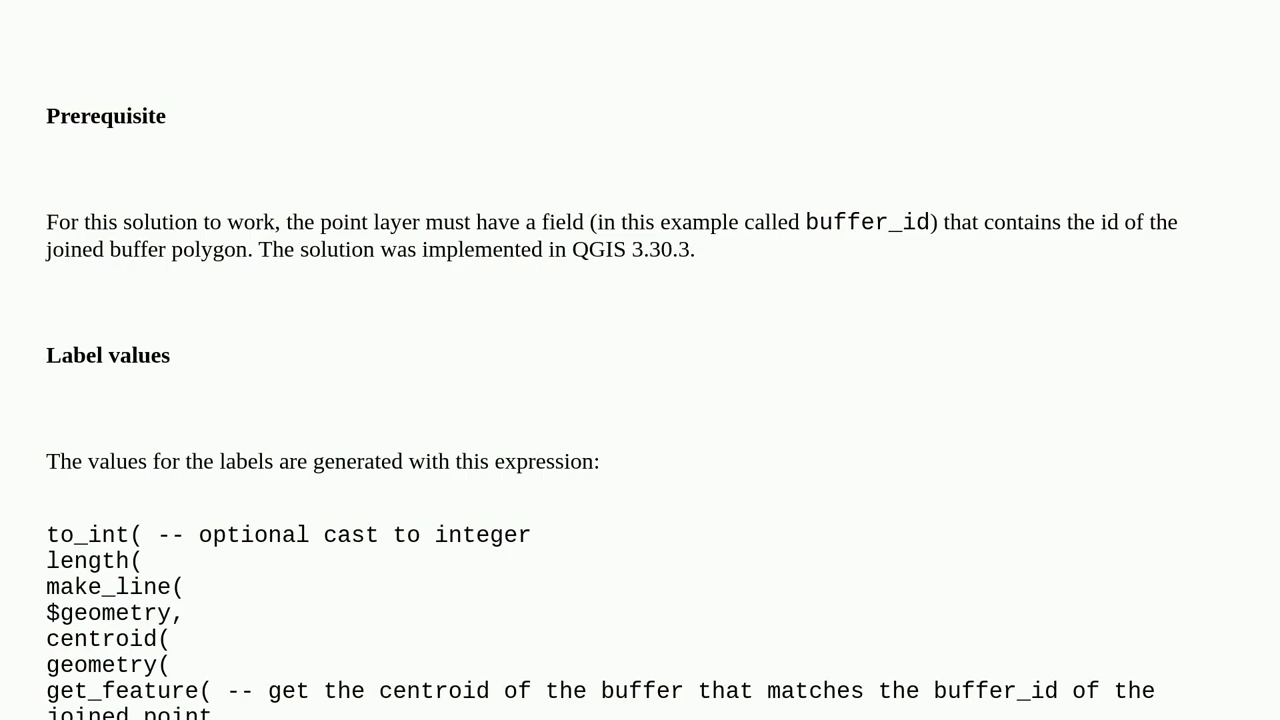 Prerequisite
For this solution to work, the point layer must have a field (in this example called buffer_id) that contains the id of the
joined buffer polygon. The solution was implemented in QGIS 3.30.3.
Label values
The values for the labels are generated with this expression:
to_int( -- optional cast to integer
length(
make_line(
$geometry,
centroid(
geometry(
get_feature( -- get the centroid of the buffer that matches the buffer_id of the
joined point